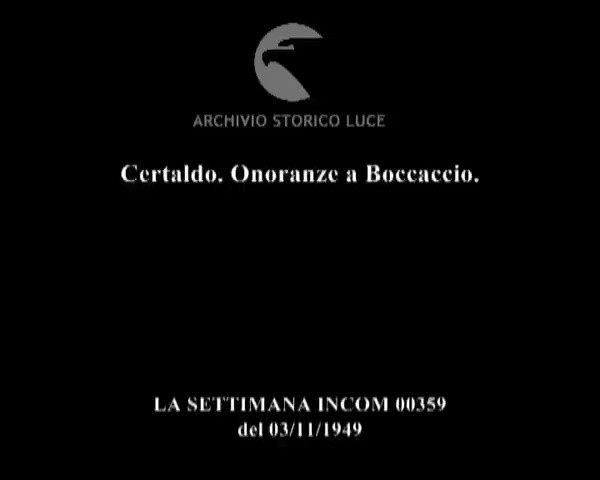 ARCHIVIO STORICO LUCE
Certaldo. Onoranze a Boccaccio.
LA SETTIMANA INCOM 00359
del 03/11/1949